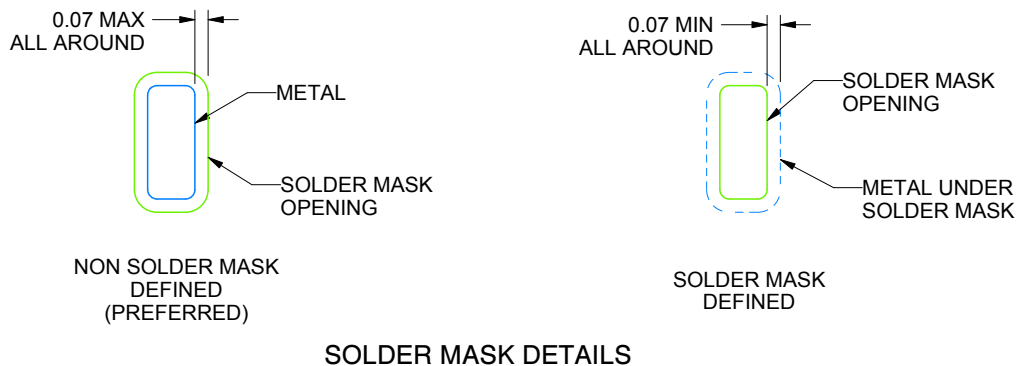 0.07 MAX
ALL AROUND
METAL
SOLDER MASK
OPENING
NON SOLDER MASK
DEFINED
(PREFERRED)
0.07 MIN
ALL AROUND
SOLDER MASK
OPENING
METAL UNDER
SOLDER MASK
SOLDER MASK
DEFINED
SOLDER MASK DETAILS